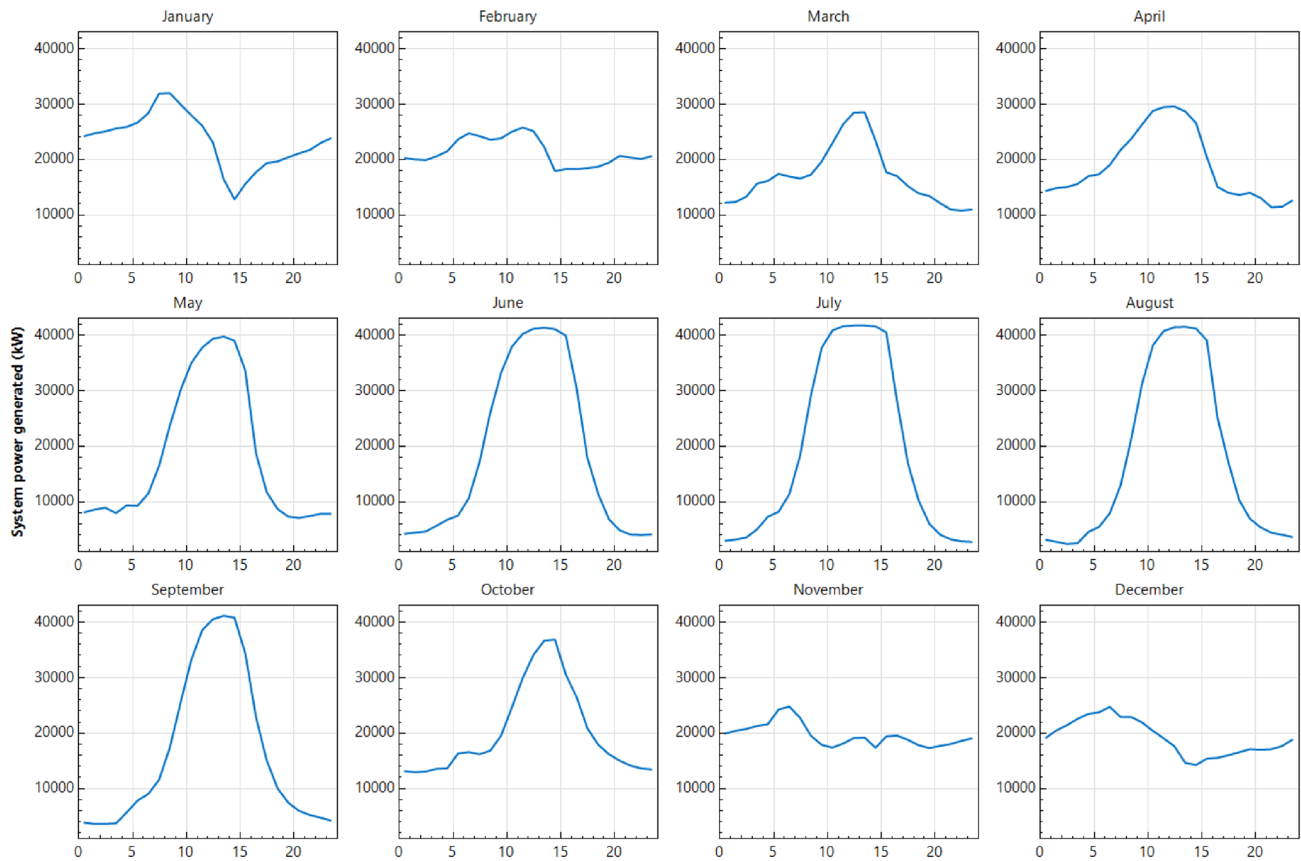 January February March April
40000 40000 40000 40000
30000 30000 30000 30000
20000 20000 20000 20000
10000 10000 10000 10000
0 5 10 15 20 0 5 10 15 20 0 5 10 15 20 0 5 10 15 20
System power generated (kW)
May June July August
40000 40000 40000 40000
30000 30000 30000 30000
20000 20000 20000 20000
10000 10000 10000 10000
0 5 10 15 20 0 5 10 15 20 0 5 10 15 20 0 5 10 15 20
September October November December
40000 40000 40000 40000
30000 30000 30000 30000
20000 20000 20000 20000
10000 10000 10000 10000
0 5 10 15 20 0 5 10 15 20 0 5 10 15 20 0 5 10 15 20